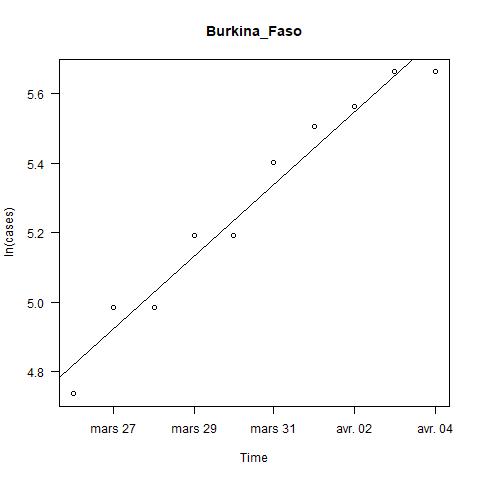 Burkina_Faso
ln(cases)
5.6
5.4
5.2
5.0
4.8
mars 27 mars 29 mars 31 avr. 02 avr. 04
Time